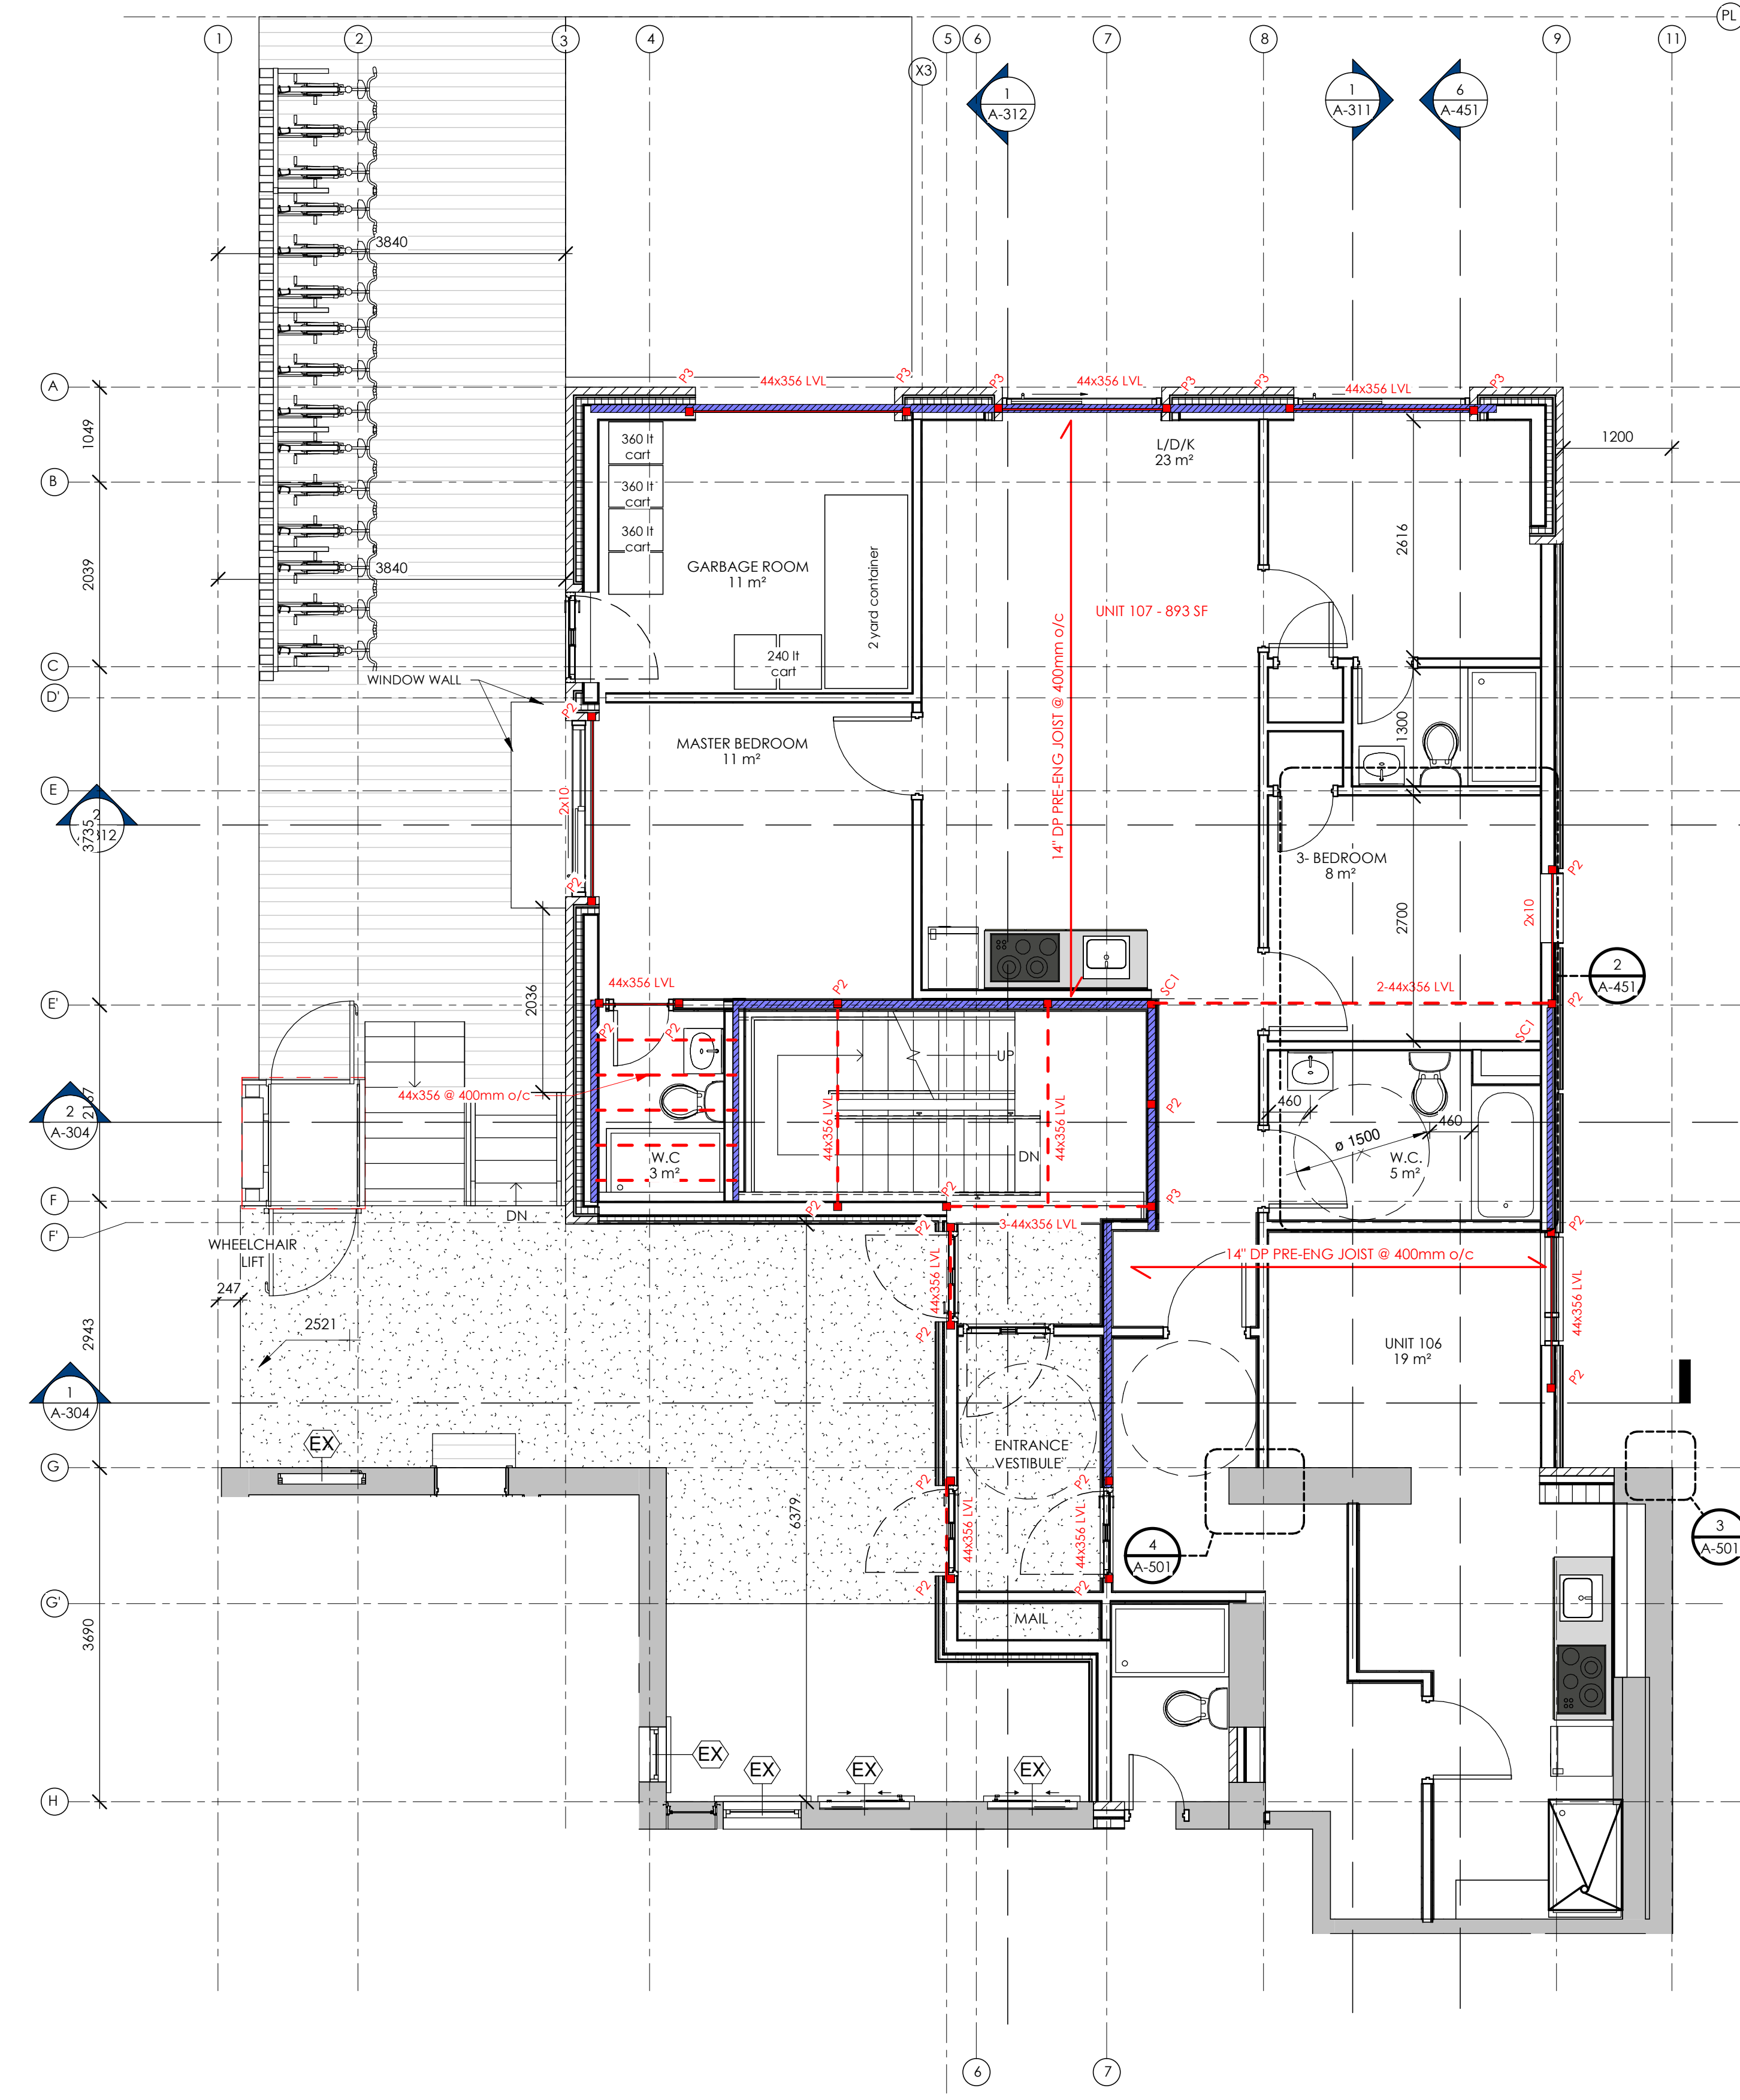 PL
1
2
3
4
5
6
7
8
9
11
X3
1
A-312
1
A-311
6
A-451
3840
A
P3
44x356 LVL
P3
P3
44x356 LVL
P3
P3
44x356 LVL
P3
1049
360 lt
cart
L/D/K
23 m²
1200
B
360 lt
cart
360 lt
cart
2616
2039
3840
GARBAGE ROOM
11 m²
2 yard container
UNIT 107 - 893 SF
14" DP PRE-ENG JOIST @ 400mm o/c
C
240 lt
cart
WINDOW WALL
D'
P2
MASTER BEDROOM
11 m²
1300
E
2x10
2
312
3735
3- BEDROOM
8 m²
P2
P2
2700
2x10
2
A-451
E'
2036
44x356 LVL
P2
SC1
2-44x356 LVL
P2
P2
P2
SC1
UP
44x356 @ 400mm o/c
2167
2
A-304
44x356 LVL
44x356 LVL
P2
460
460
ø 1500
W.C
3 m²
DN
W.C.
5 m²
F
DN
P2
P2
P3
F'
P2
3-44x356 LVL
P2
WHEELCHAIR
LIFT
14" DP PRE-ENG JOIST @ 400mm o/c
247
44x356 LVL
44x356 LVL
2521
P2
2943
UNIT 106
19 m²
P2
1
A-304
EX
ENTRANCE
VESTIBULE
G
P2
P2
6379
44x356 LVL
44x356 LVL
4
A-501
3
A-501
P2
P2
G'
MAIL
3690
EX
EX
EX
EX
H
6
7